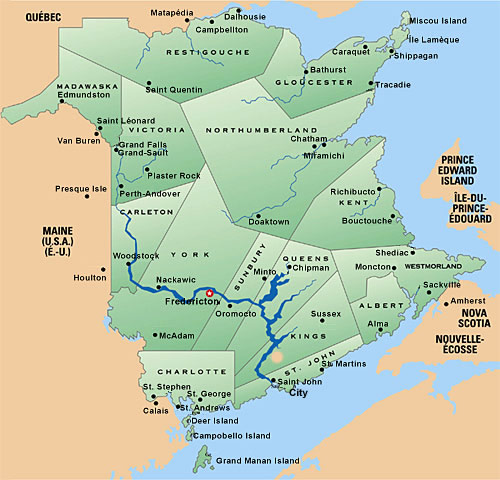 QUÉBEC
Matapédia
Dalhousie
Campbellton
Miscou Island
Île Lamèque
Caraquet
Shippagan
RESTIGOUCHE
Bathurst
GLOUCESTER
Tracadie
MADAWASKA
Edmundston
Saint Quentin
Saint Léonard
Van Buren
VICTORIA
NORTHUMBERLAND
Grand Falls
Grand-Sault
Chatham
Miramichi
Plaster Rock
PRINCE
EDWARD
ISLAND
ÎLE-DU-
PRINCE-
ÉDOUARD
Presque Isle
Perth-Andover
Richibucto
KENT
CARLETON
Doaktown
Bouctouche
MAINE
(U.S.A.)
(É.-U.)
YORK
SUNBURY
QUEENS
Shediac
Woodstock
Minto
Chipman
Moncton
WESTMORLAND
Houlton
Nackawic
Sackville
Fredericton
Oromocto
ALBERT
Amherst
NOVA
SCOTIA
NOUVELLE-
ÉCOSSE
Sussex
Alma
McAdam
KINGS
ST. JOHN
St. Martins
CHARLOTTE
Saint John
City
St. Stephen
St. George
Calais
St. Andrews
Deer Island
Campobello Island
Grand Manan Island